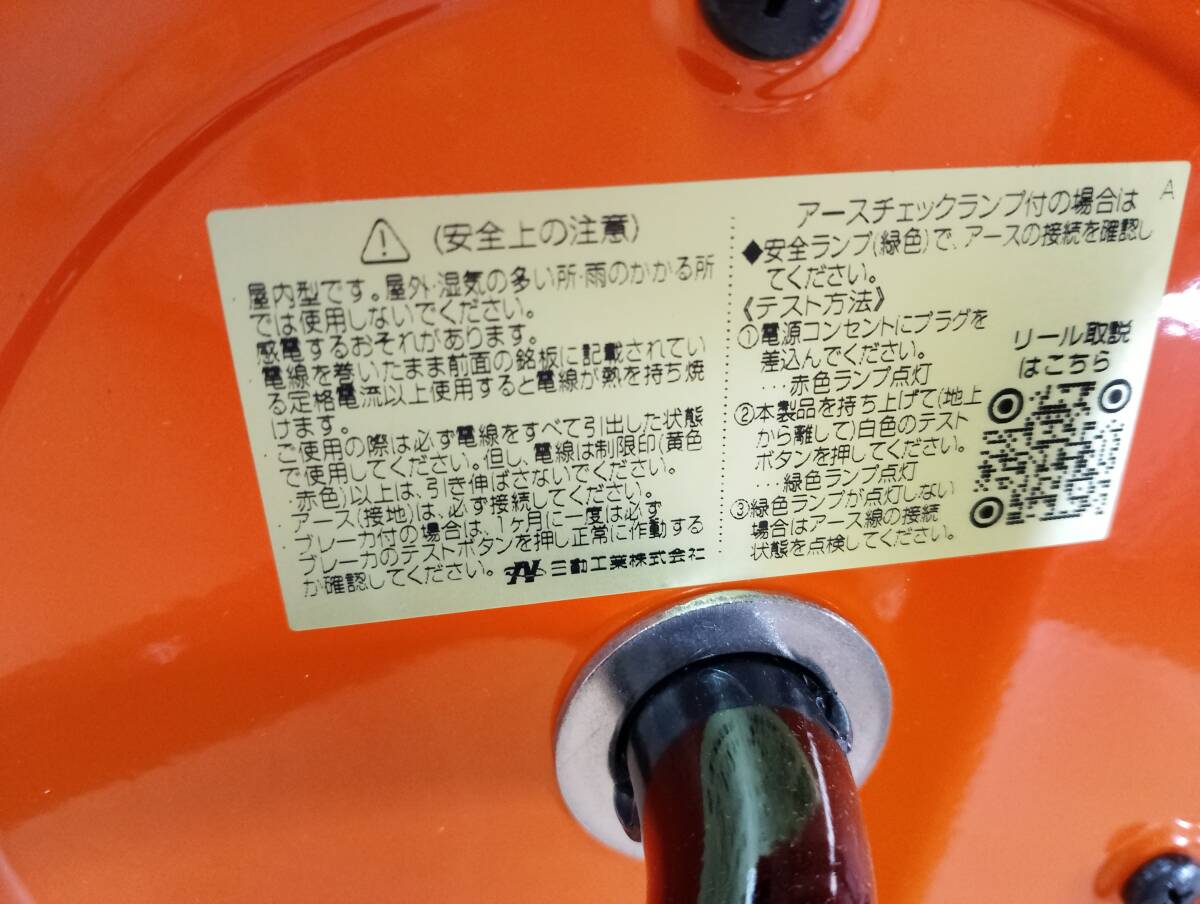 (安全上の注意)
屋内型です。屋外・湿気の多い所・雨のかかる所
では使用しないでください。
感電するおそれがあります。
電線を巻いたまま前面の銘板に記載されてい
る定格電流以上使用すると電線が熱を持ち焼
けます。
ご使用の際は必ず電線をすべて引出した状態
で使用してください。但し、電線は制限印(黄色
・赤色)以上は、引き伸ばさないでください。
アース(接地)は、必ず接続してください。
ブレーカ付の場合は、1ヶ月に一度は必ず
ブレーカのテストボタンを押し正常に作動する
か確認してください。
三動工業株式会社
A
アースチェックランプ付の場合は
◆安全ランプ(緑色)で、アースの接続を確認し
てください。
《テスト方法》
①電源コンセントにプラグを
差込んでください。
…赤色ランプ点灯
②本製品を持ち上げて(地上
から離して)白色のテスト
ボタンを押してください。
…緑色ランプ点灯
③緑色ランプが点灯しない
場合はアース線の接続
状態を点検してください。
リール取説
はこちら